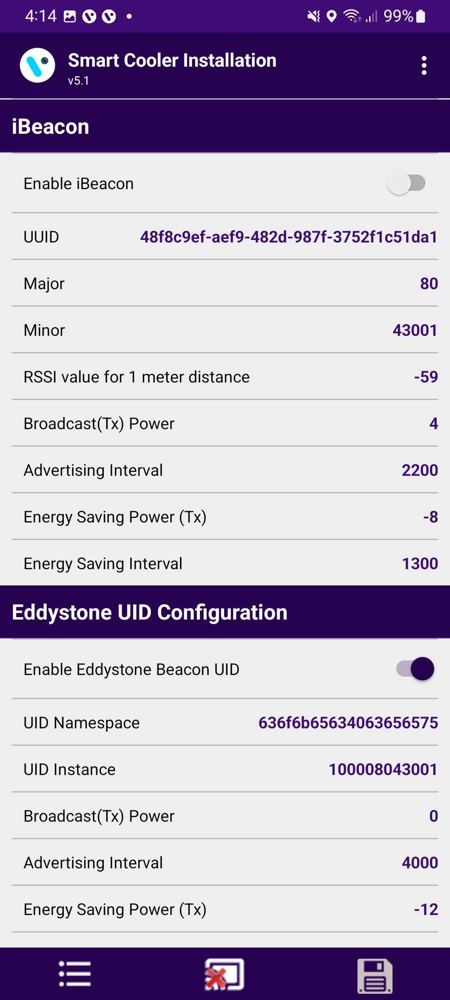 4:14 99%
Smart Cooler Installation
v5.1
iBeacon
Enable iBeacon
UUID 48f8c9ef-aef9-482d-987f-3752f1c51da1
Major 80
Minor 43001
RSSI value for 1 meter distance -59
Broadcast(Tx) Power 4
Advertising Interval 2200
Energy Saving Power (Tx) -8
Energy Saving Interval 1300
Eddystone UID Configuration
Enable Eddystone Beacon UID
UID Namespace 636f6b65634063656575
UID Instance 100008043001
Broadcast(Tx) Power 0
Advertising Interval 4000
Energy Saving Power (Tx) -12